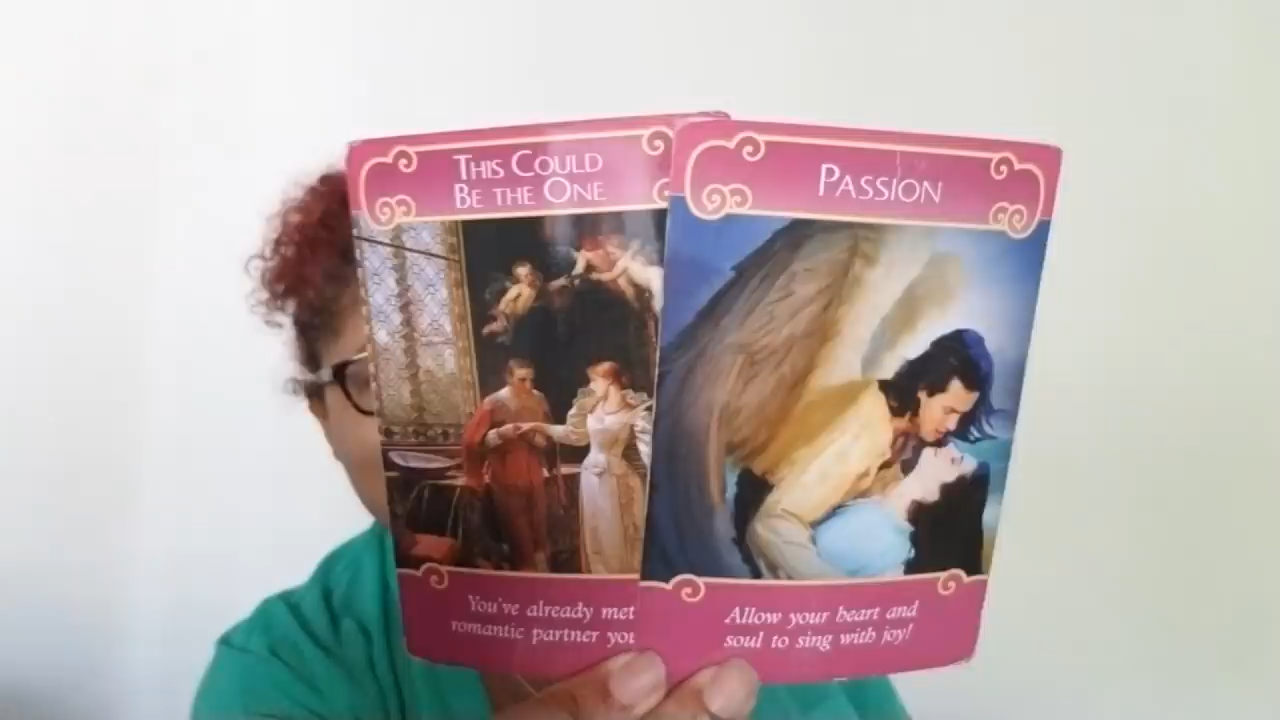 THIS COULD
BE THE ONE
You've already met
romantic partner you
PASSION
Allow your heart and
soul to sing with joy!